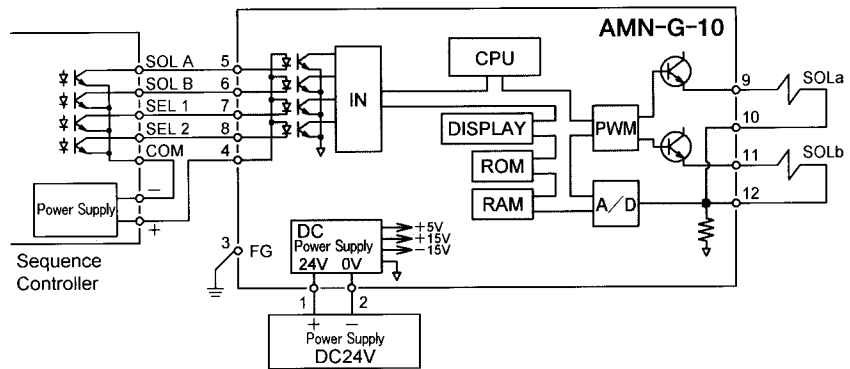 AMN-G-10
SOL A 5
SOL B 6
SEL 1 7
SEL 2 8
COM 4
Power Supply
−
+
Sequence
Controller
IN
CPU
DISPLAY
ROM
RAM
PWM
A/D
9 SOLa
10
11 SOLb
12
3 FG
DC
Power Supply
24V 0V
+5V
+15V
−15V
1 2
+ −
Power Supply
DC24V